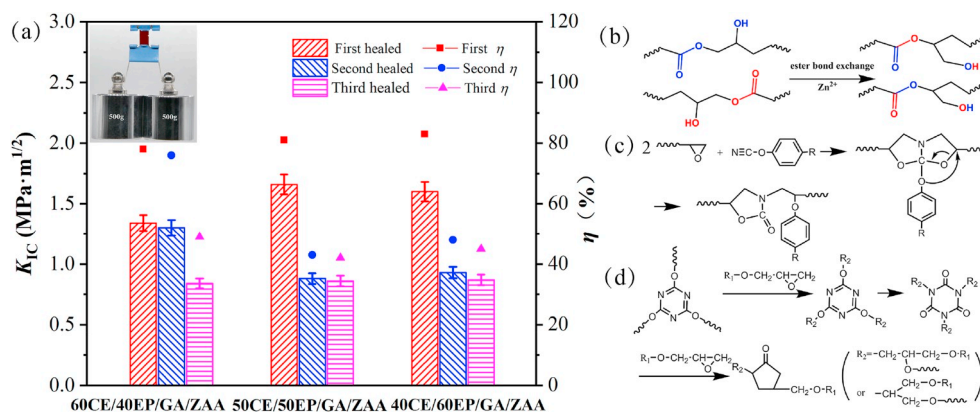 (a)
K_IC (MPa·m^1/2)
3.0
2.5
2.0
1.5
1.0
0.5
0.0
500g
500g
First healed
Second healed
Third healed
First η
Second η
Third η
120
100
80
60
40
20
0
η (%)
60CE/40EP/GA/ZAA
50CE/50EP/GA/ZAA
40CE/60EP/GA/ZAA
(b)
OH
O
O
ester bond exchange
Zn²⁺
O
O
OH
OH
O
O
O
O
OH
(c)
2
O
+
N≡C-O
R
N
O
C
O
O
R
O
N
O
O
R
(d)
O
N
N
O
N
O
R₁-O-CH₂-CH-CH₂
O
R₂
O
N
N
R₂
O
N
O
R₂
O
R₂
N
N
R₂
O
N
O
R₂
R₁-O-CH₂-CH-CH₂
O
R₂
O
CH₂-O-R₁
R₂=-CH₂-CH-CH₂-O-R₁
O
or
CH₂-O-R₁
-CH
CH₂-O